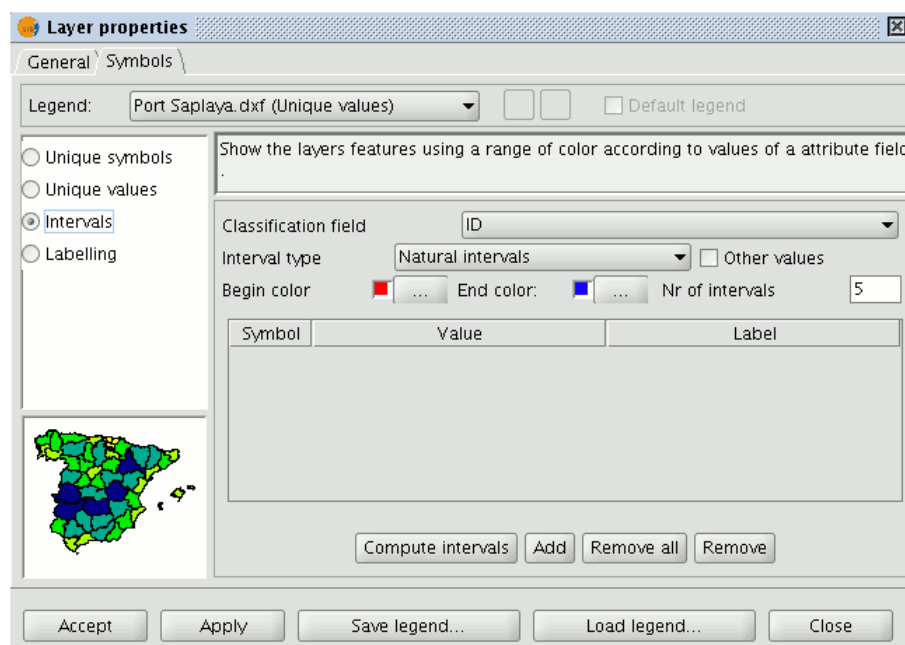 Layer properties
General Symbols
Legend: Port Saplaya.dxf (Unique values) Default legend
Unique symbols
Unique values
Intervals
Labelling
Show the layers features using a range of color according to values of a attribute field
.
Classification field ID
Interval type Natural intervals Other values
Begin color ... End color: ... Nr of intervals 5
Symbol Value Label
Compute intervals Add Remove all Remove
Accept Apply Save legend... Load legend... Close